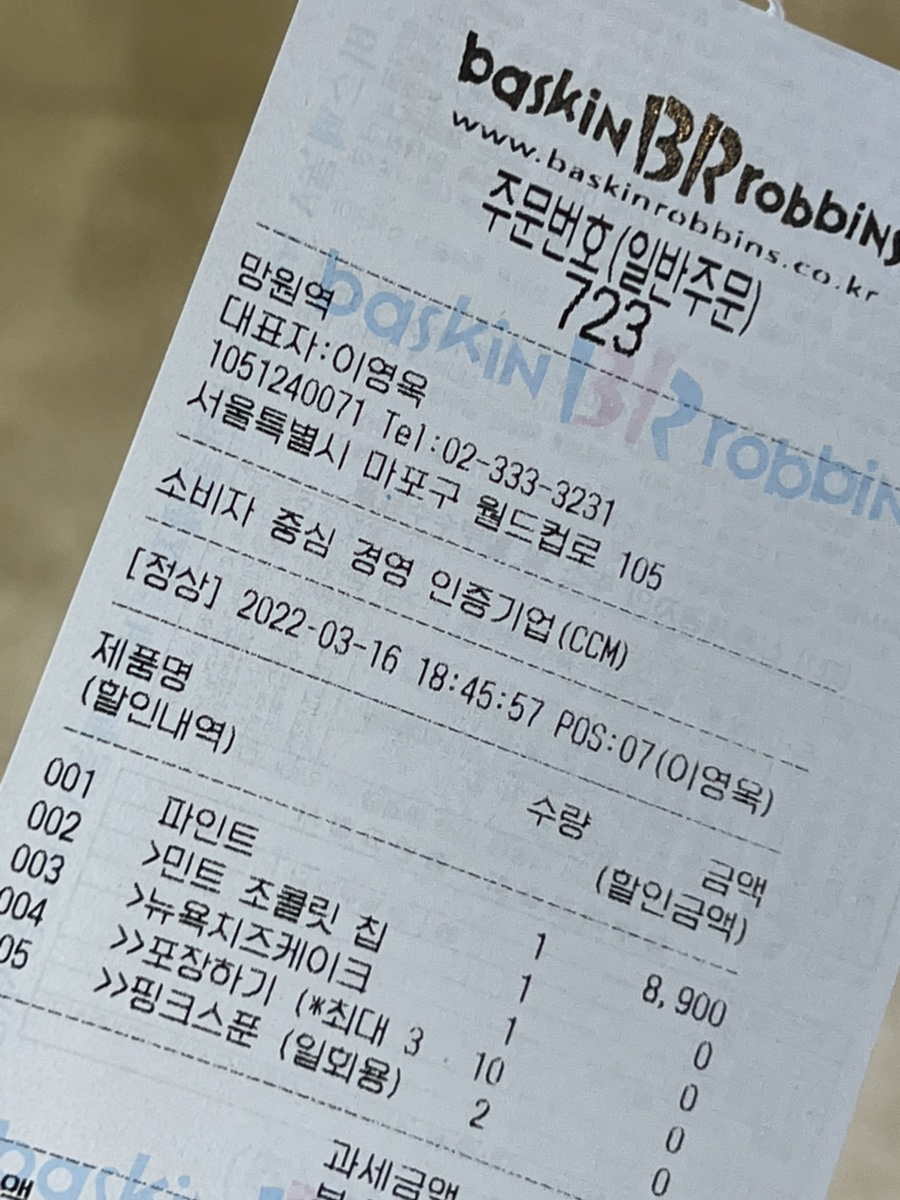 baskin BR robbins
www.baskinrobbins.co.kr
주문번호(일반주문)
723
망원역
대표자:이영욱
1051240071 Tel:02-333-3231
서울특별시 마포구 월드컵로 105
소비자 중심 경영 인증기업(CCM)
[정상] 2022-03-16 18:45:57 POS:07(이영욱)
제품명 수량 금액
(할인내역) (할인금액)
001 파인트 1 8,900
002 >민트 초콜릿 칩 1 0
003 >뉴욕치즈케이크 1 0
004 >>포장하기 (*최대 3 10 0
05 >>핑크스푼 (일회용) 2 0
과세금액
baskin BR robbins
baskin